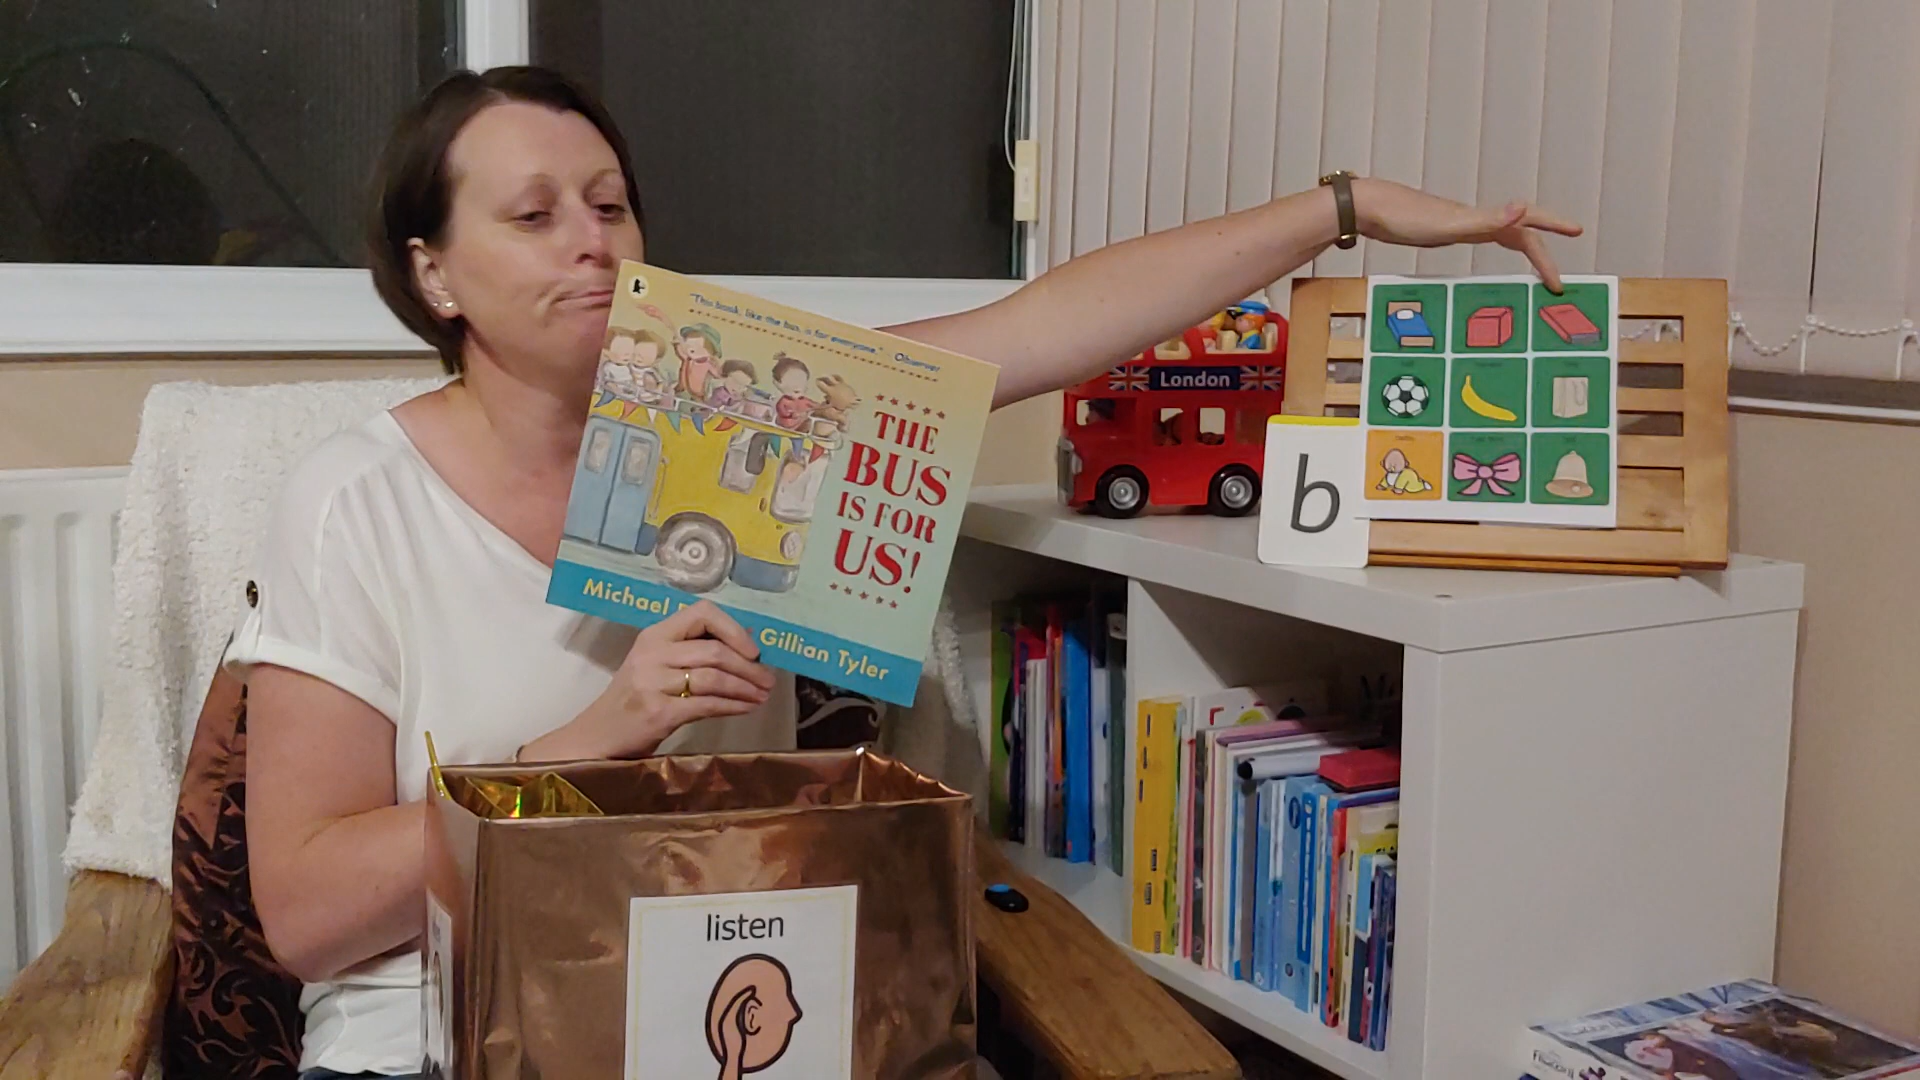 "This book, like the bus, is for everyone." Observer
THE
BUS
IS FOR
US!
Michael
Gillian Tyler
London
b
listen